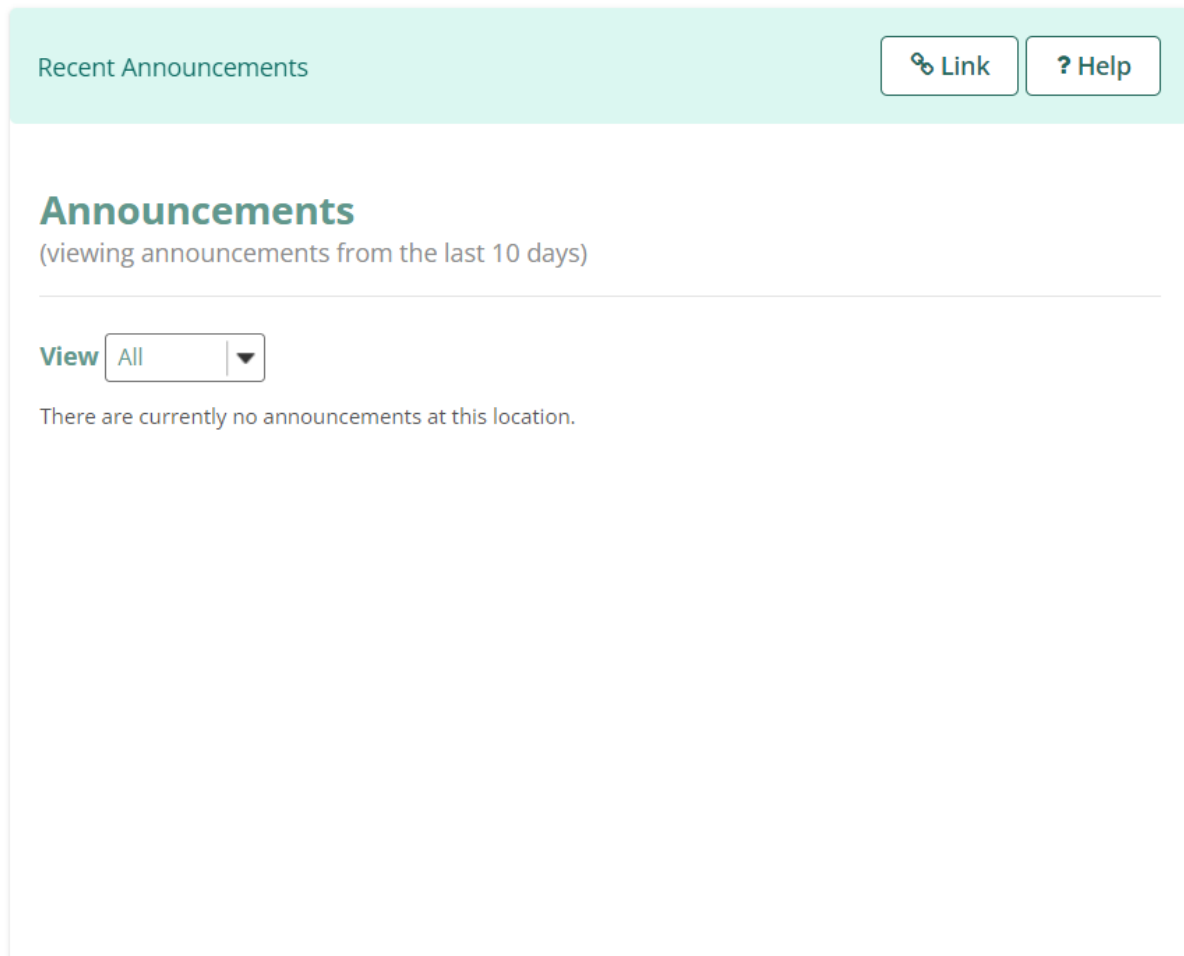 Recent Announcements
Link
? Help
Announcements
(viewing announcements from the last 10 days)
View All
There are currently no announcements at this location.